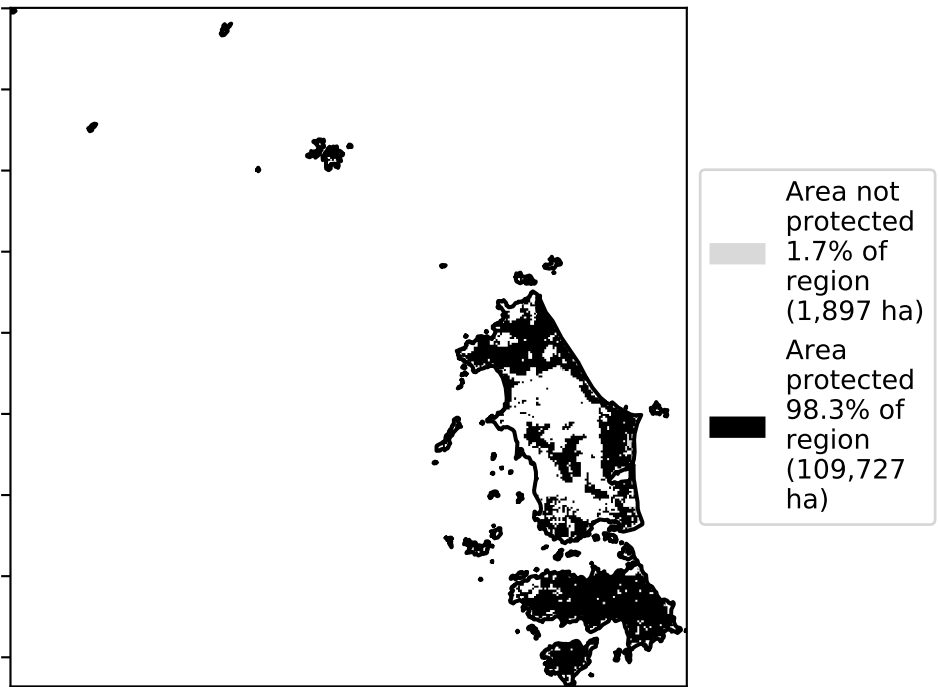 Area not
protected
1.7% of
region
(1,897 ha)
Area
protected
98.3% of
region
(109,727
ha)